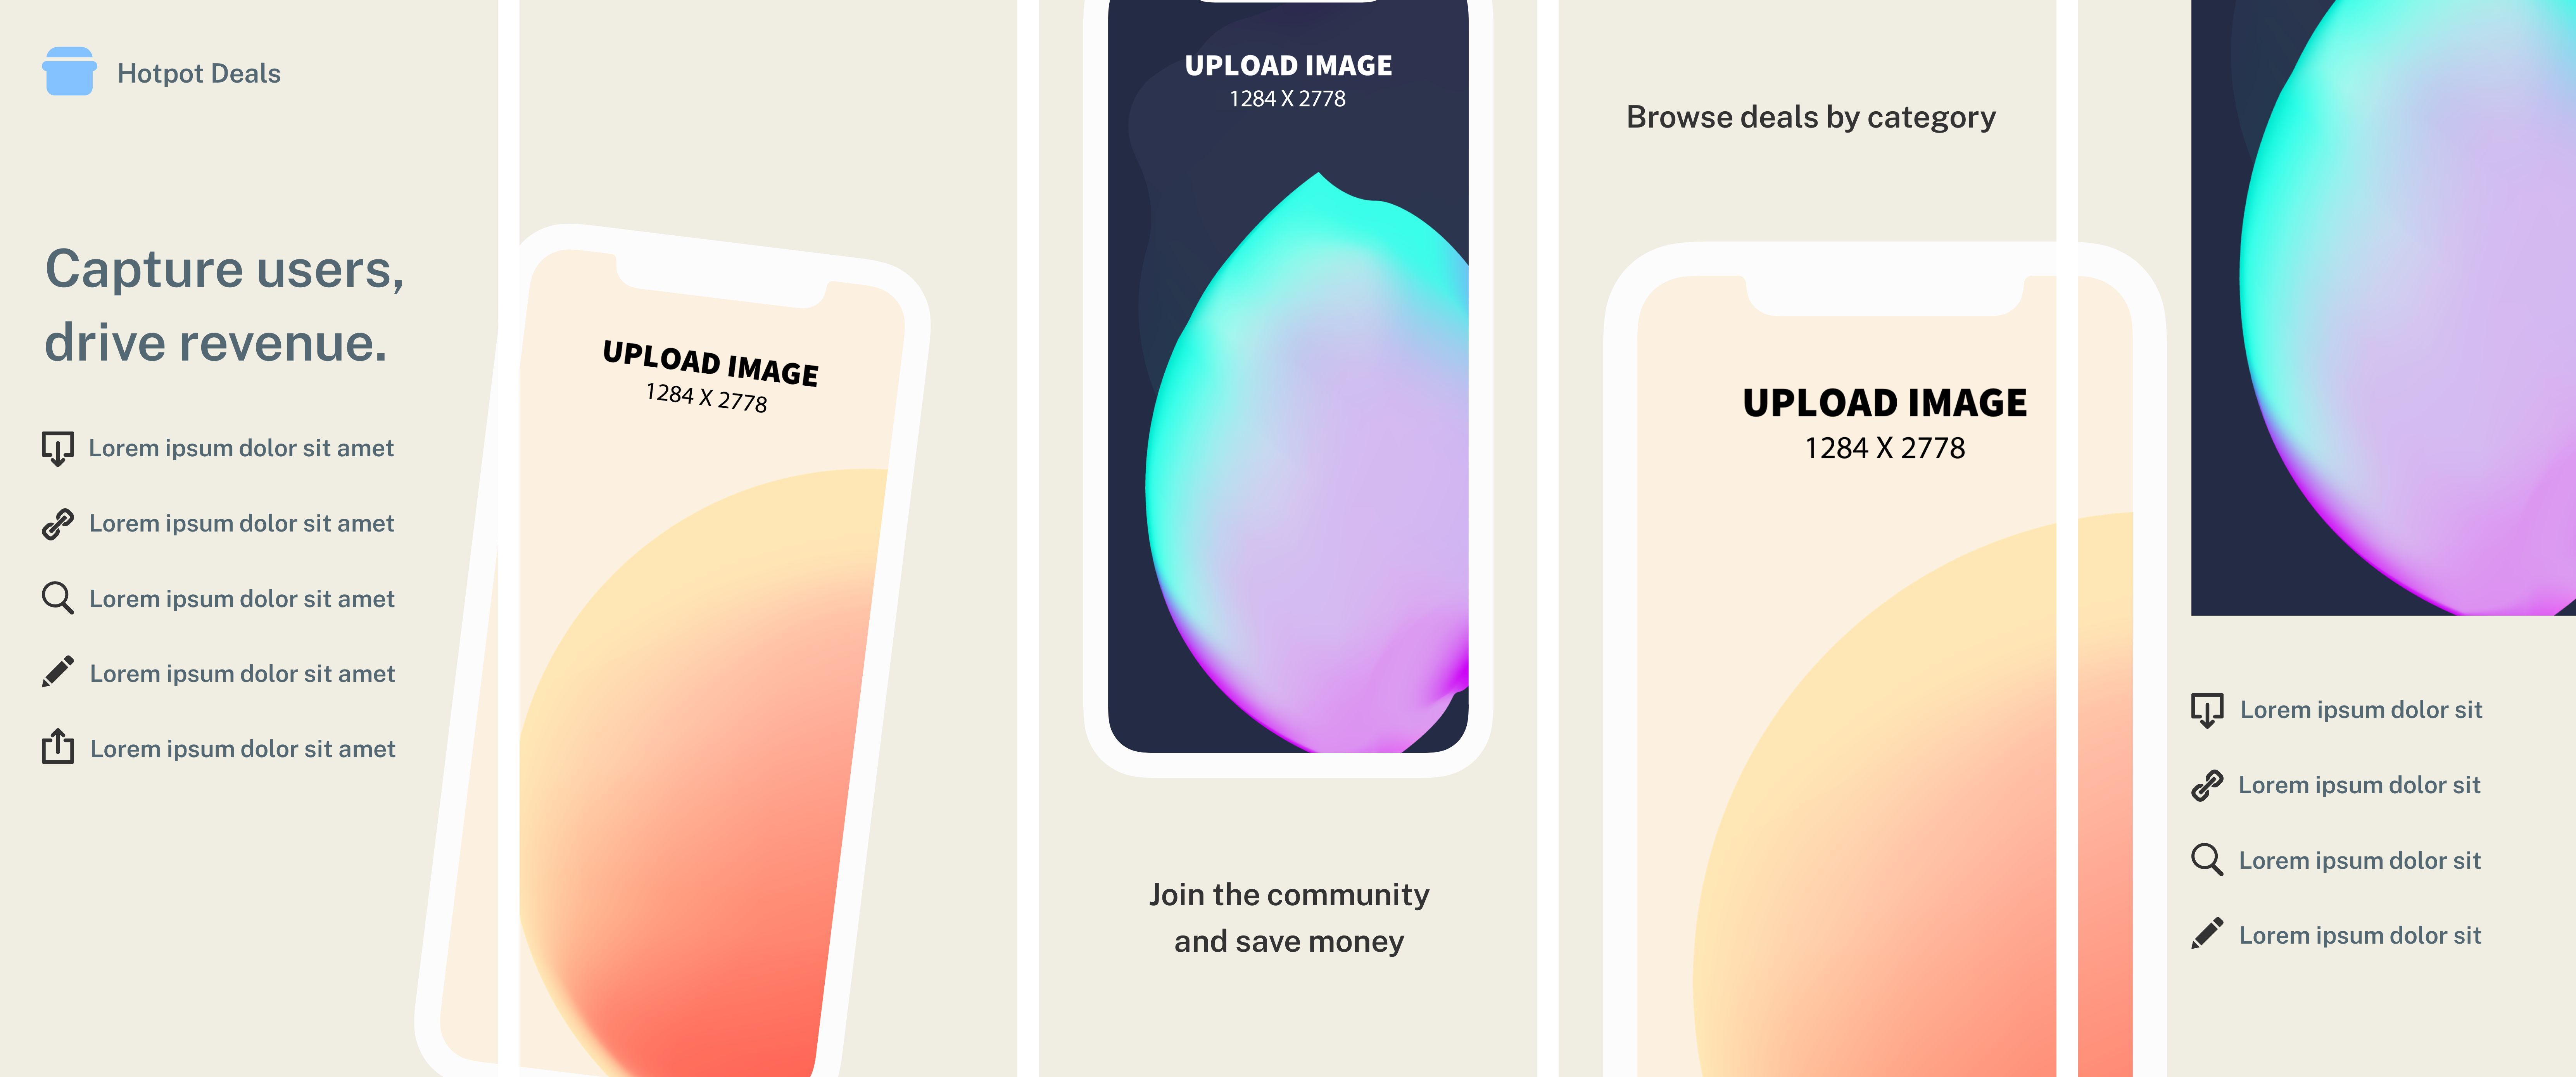 Hotpot Deals
Capture users,
drive revenue.
Lorem ipsum dolor sit amet
Lorem ipsum dolor sit amet
Lorem ipsum dolor sit amet
Lorem ipsum dolor sit amet
Lorem ipsum dolor sit amet
UPLOAD IMAGE
1284 X 2778
UPLOAD IMAGE
1284 X 2778
Join the community
and save money
Browse deals by category
UPLOAD IMAGE
1284 X 2778
Lorem ipsum dolor sit
Lorem ipsum dolor sit
Lorem ipsum dolor sit
Lorem ipsum dolor sit